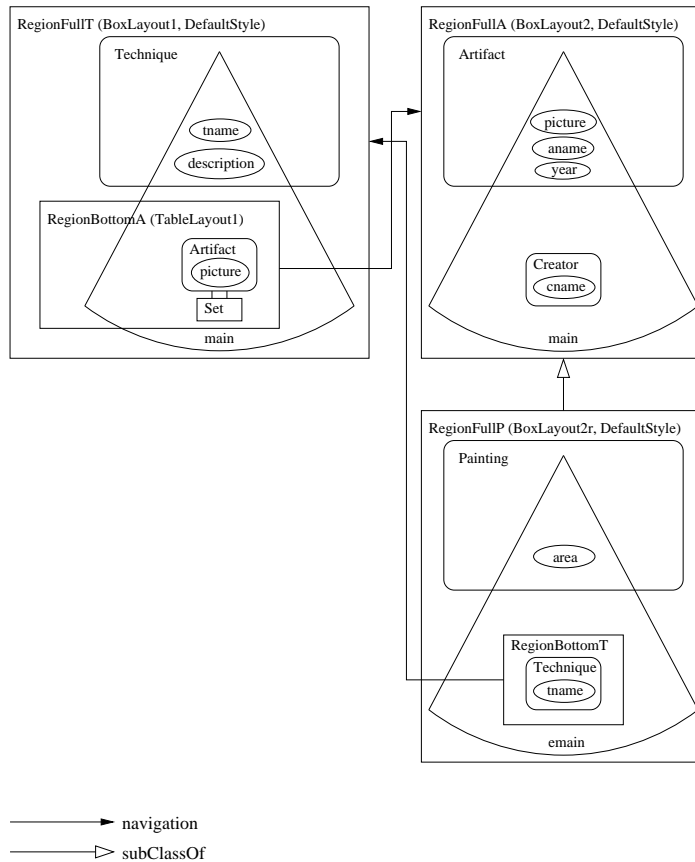 RegionFullT (BoxLayout1, DefaultStyle)
Technique
tname
description
RegionBottomA (TableLayout1)
Artifact
picture
Set
main
RegionFullA (BoxLayout2, DefaultStyle)
Artifact
picture
aname
year
Creator
cname
main
RegionFullP (BoxLayout2r, DefaultStyle)
Painting
area
RegionBottomT
Technique
tname
emain
navigation
subClassOf